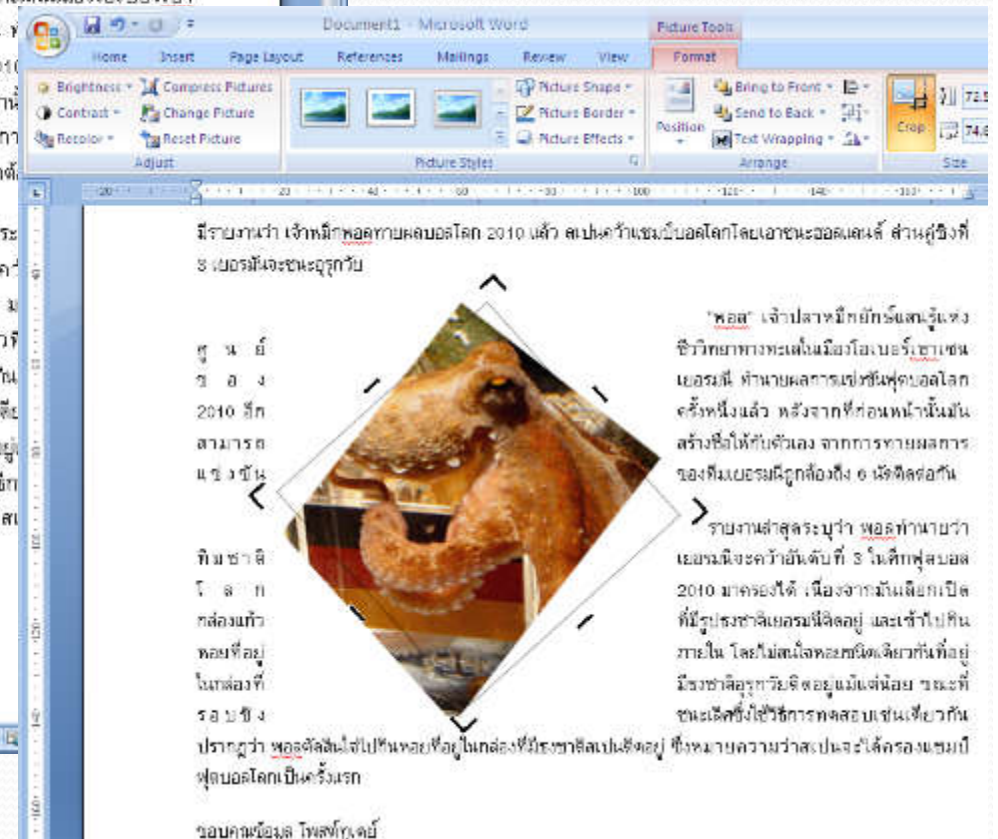 Document1 - Microsoft Word
Picture Tools
Home Insert Page Layout References Mailings Review View Format
Brightness Compress Pictures Picture Shape Bring to Front
Contrast Change Picture Picture Border Position Send to Back Crop
Recolor Reset Picture Picture Effects Text Wrapping
Adjust Picture Styles Arrange Size
มีรายงานว่า เจ้าหมึกพอลทายผลบอลโลก 2010 แล้ว สเปนคว้าแชมป์บอลโลกโดยเอาชนะฮอลแลนด์ ส่วนคู่ชิงที่
3 เยอรมันจะชนะอุรุกวัย
"พอล" เจ้าปลาหมึกยักษ์แสนรู้แห่ง
ศูนย์ ชีววิทยาทางทะเลในเมืองโอเบอร์เฮาเซน
ของ เยอรมนี ทำนายผลการแข่งขันฟุตบอลโลก
2010 อีก ครั้งหนึ่งแล้ว หลังจากที่ก่อนหน้านั้นมัน
สามารถ สร้างชื่อให้กับตัวเอง จากการทายผลการ
แข่งขัน ของทีมเยอรมนีถูกต้องถึง 6 นัดติดต่อกัน
รายงานล่าสุดระบุว่า พอลทำนายว่า
ทีมชาติ เยอรมนีจะคว้าอันดับที่ 3 ในศึกฟุตบอล
โลก 2010 มาครองได้ เนื่องจากมันเลือกเปิด
กล่องแก้ว ที่มีรูปธงชาติเยอรมนีติดอยู่ และเข้าไปกิน
หอยที่อยู่ ภายใน โดยไม่สนใจหอยชนิดเดียวกันที่อยู่
ในกล่องที่ มีธงชาติอุรุกวัยติดอยู่แม้แต่น้อย ขณะที่
รอบชิง ชนะเลิศซึ่งใช้วิธีการทดสอบเช่นเดียวกัน
ปรากฎว่า พอลตัดสินใจไปกินหอยที่อยู่ในกล่องที่มีธงชาติสเปนติดอยู่ ซึ่งหมายความว่าสเปนจะได้ครองแชมป์
ฟุตบอลโลกเป็นครั้งแรก
ขอบคุณข้อมูล โพสต์ทูเดย์